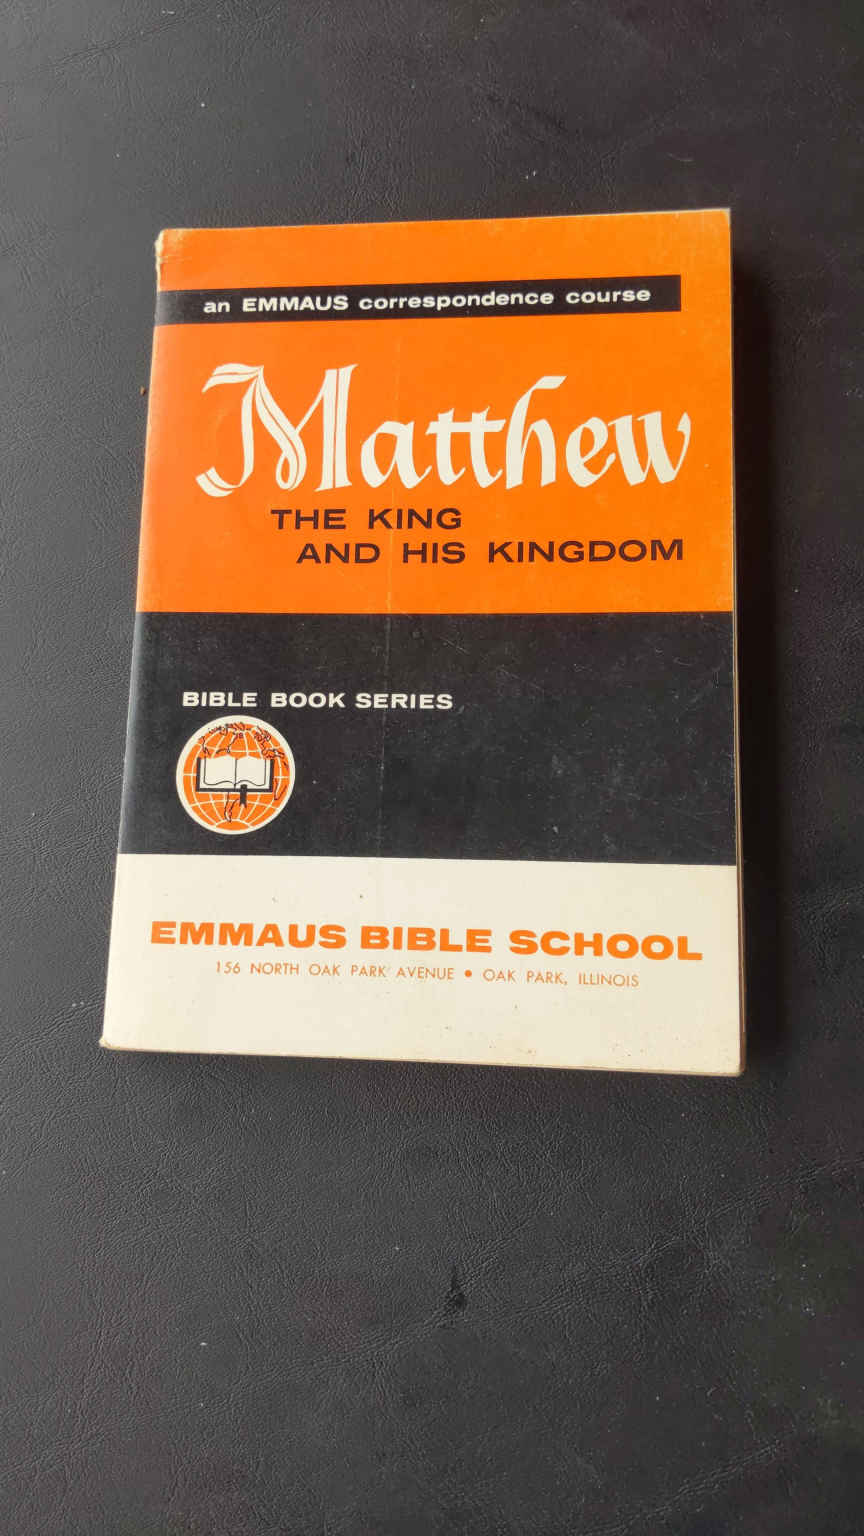 an EMMAUS correspondence course
Matthew
THE KING
AND HIS KINGDOM
BIBLE BOOK SERIES
EMMAUS BIBLE SCHOOL
156 NORTH OAK PARK AVENUE • OAK PARK, ILLINOIS